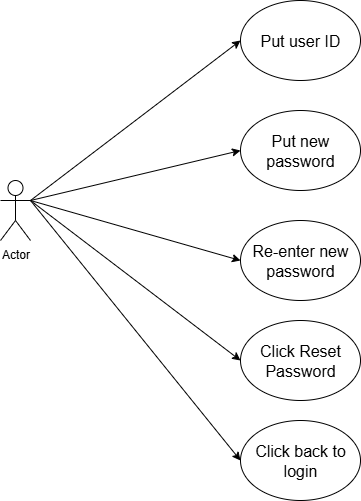 Put user ID
Put new
password
Actor
Re-enter new
password
Click Reset
Password
Click back to
login